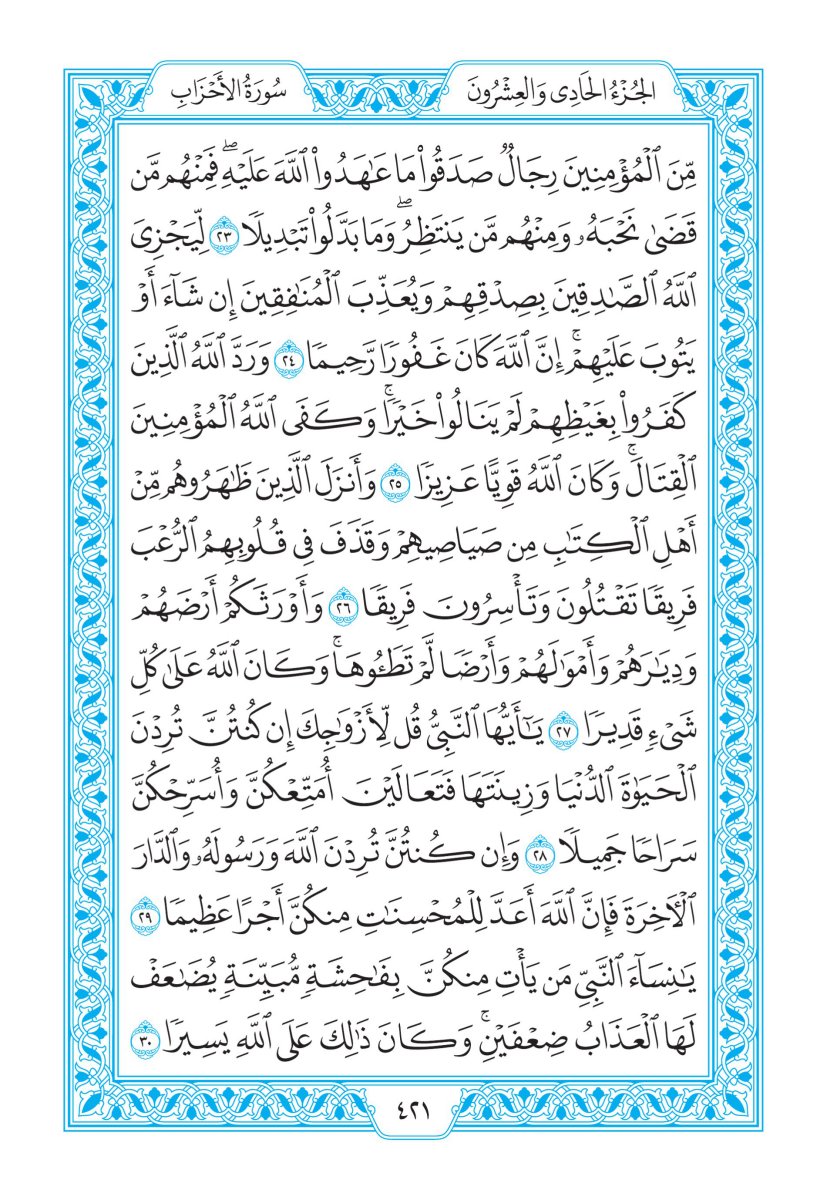 الجُزْءُ الحَادِى وَالعِشْرُونَ
سُورَةُ الأَحْزَابِ
مِّنَ ٱلْمُؤْمِنِينَ رِجَالٌ صَدَقُوا۟ مَا عَـٰهَدُوا۟ ٱللَّهَ عَلَيْهِ ۖ فَمِنْهُم مَّن
قَضَىٰ نَحْبَهُۥ وَمِنْهُم مَّن يَنتَظِرُ ۖ وَمَا بَدَّلُوا۟ تَبْدِيلًا ٢٣ لِّيَجْزِىَ
ٱللَّهُ ٱلصَّـٰدِقِينَ بِصِدْقِهِمْ وَيُعَذِّبَ ٱلْمُنَـٰفِقِينَ إِن شَآءَ أَوْ
يَتُوبَ عَلَيْهِمْ ۚ إِنَّ ٱللَّهَ كَانَ غَفُورًا رَّحِيمًا ٢٤ وَرَدَّ ٱللَّهُ ٱلَّذِينَ
كَفَرُوا۟ بِغَيْظِهِمْ لَمْ يَنَالُوا۟ خَيْرًا ۚ وَكَفَى ٱللَّهُ ٱلْمُؤْمِنِينَ
ٱلْقِتَالَ ۚ وَكَانَ ٱللَّهُ قَوِيًّا عَزِيزًا ٢٥ وَأَنزَلَ ٱلَّذِينَ ظَـٰهَرُوهُم مِّنْ
أَهْلِ ٱلْكِتَـٰبِ مِن صَيَاصِيهِمْ وَقَذَفَ فِى قُلُوبِهِمُ ٱلرُّعْبَ
فَرِيقًا تَقْتُلُونَ وَتَأْسِرُونَ فَرِيقًا ٢٦ وَأَوْرَثَكُمْ أَرْضَهُمْ
وَدِيَـٰرَهُمْ وَأَمْوَٰلَهُمْ وَأَرْضًا لَّمْ تَطَـُٔوهَا ۚ وَكَانَ ٱللَّهُ عَلَىٰ كُلِّ
شَىْءٍ قَدِيرًا ٢٧ يَـٰٓأَيُّهَا ٱلنَّبِىُّ قُل لِّأَزْوَٰجِكَ إِن كُنتُنَّ تُرِدْنَ
ٱلْحَيَوٰةَ ٱلدُّنْيَا وَزِينَتَهَا فَتَعَالَيْنَ أُمَتِّعْكُنَّ وَأُسَرِّحْكُنَّ
سَرَاحًا جَمِيلًا ٢٨ وَإِن كُنتُنَّ تُرِدْنَ ٱللَّهَ وَرَسُولَهُۥ وَٱلدَّارَ
ٱلْـَٔاخِرَةَ فَإِنَّ ٱللَّهَ أَعَدَّ لِلْمُحْسِنَـٰتِ مِنكُنَّ أَجْرًا عَظِيمًا ٢٩
يَـٰنِسَآءَ ٱلنَّبِىِّ مَن يَأْتِ مِنكُنَّ بِفَـٰحِشَةٍ مُّبَيِّنَةٍ يُضَـٰعَفْ
لَهَا ٱلْعَذَابُ ضِعْفَيْنِ ۚ وَكَانَ ذَٰلِكَ عَلَى ٱللَّهِ يَسِيرًا ٣٠
٤٢١